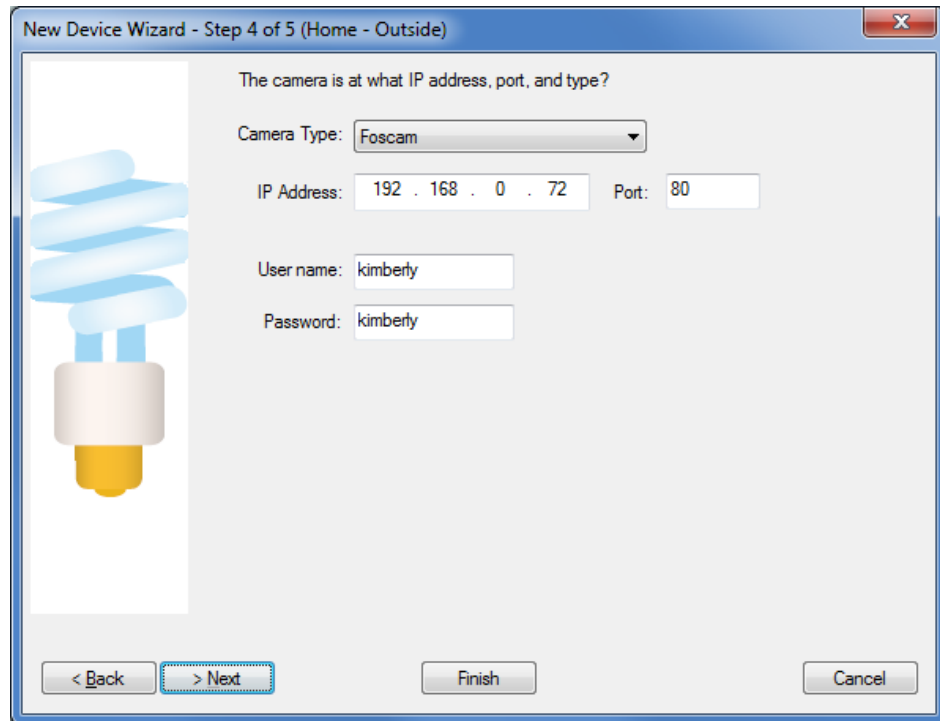 New Device Wizard - Step 4 of 5 (Home - Outside)
The camera is at what IP address, port, and type?
Camera Type: Foscam
IP Address: 192 . 168 . 0 . 72 Port: 80
User name: kimberly
Password: kimberly
< Back > Next Finish Cancel